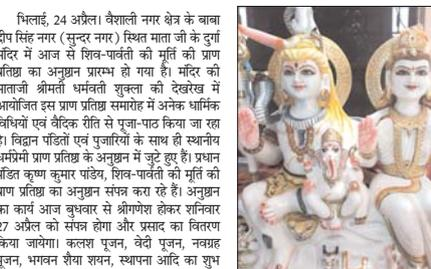 भिलाई, 24 अप्रैल। वैशाली नगर क्षेत्र के बाबा
दीप सिंह नगर (सुन्दर नगर) स्थित माता जी के दुर्गा
मंदिर में आज से शिव-पार्वती की मूर्ति की प्राण
प्रतिष्ठा का अनुष्ठान प्रारम्भ हो गया है। मंदिर की
माताजी श्रीमती धर्मवती शुक्ला की देखरेख में
आयोजित इस प्राण प्रतिष्ठा समारोह में अनेक धार्मिक
विधियों एवं वैदिक रीति से पूजा-पाठ किया जा रहा
है। विद्वान पंडितों एवं पुजारियों के साथ ही स्थानीय
धर्मप्रेमी प्राण प्रतिष्ठा के अनुष्ठान में जुटे हुए हैं। प्रधान
पंडित कृष्ण कुमार पांडेय, शिव-पार्वती की मूर्ति की
प्राण प्रतिष्ठा का अनुष्ठान संपन्न करा रहे हैं। अनुष्ठान
का कार्य आज बुधवार से श्रीगणेश होकर शनिवार
27 अप्रैल को संपन्न होगा और प्रसाद का वितरण
किया जायेगा। कलश पूजन, वेदी पूजन, नवग्रह
पूजन, भगवन शैया शयन, स्थापना आदि का शुभ